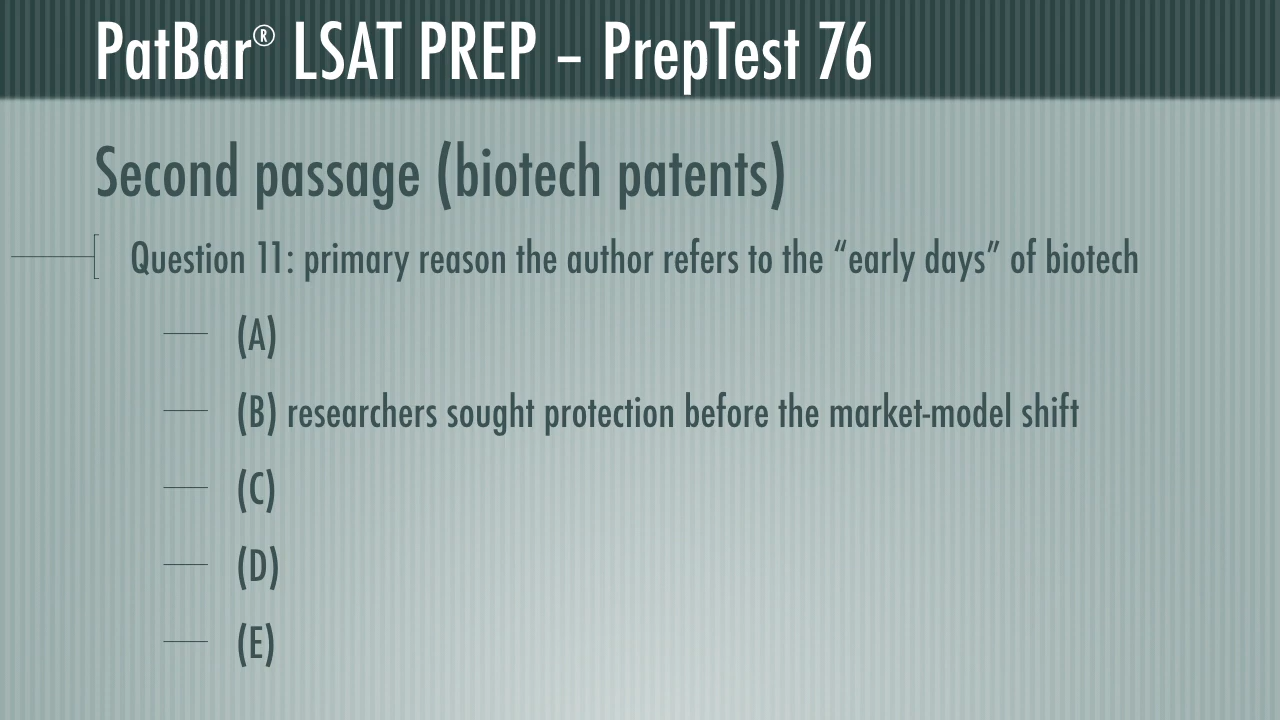 PatBar® LSAT PREP – PrepTest 76
Second passage (biotech patents)
Question 11: primary reason the author refers to the “early days” of biotech
(A)
(B) researchers sought protection before the market-model shift
(C)
(D)
(E)